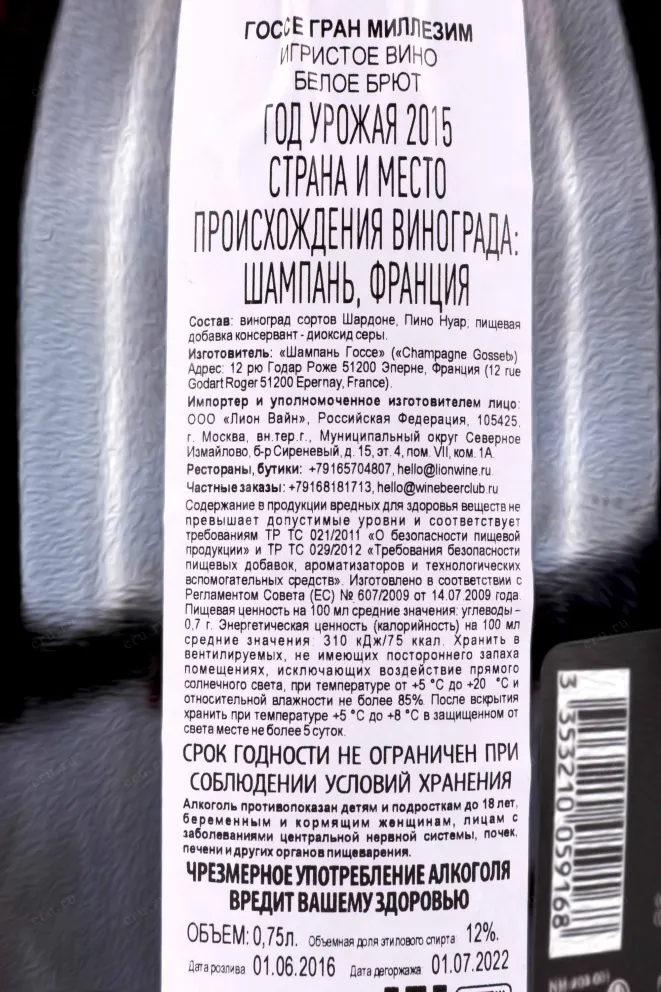 ГОССЕ ГРАН МИЛЛЕЗИМ
ИГРИСТОЕ ВИНО
БЕЛОЕ БРЮТ
ГОД УРОЖАЯ 2015
СТРАНА И МЕСТО
ПРОИСХОЖДЕНИЯ ВИНОГРАДА:
ШАМПАНЬ, ФРАНЦИЯ
Состав: виноград сортов Шардоне, Пино Нуар; пищевая
добавка консервант - диоксид серы.
Изготовитель: «Шампань Госсе» («Champagne Gosset»)
Адрес: 12 рю Годар Роже 51200 Эперне, Франция (12 rue
Godart Roger 51200 Epernay, France).
Импортер и уполномоченное изготовителем лицо:
ООО «Лион Вайн», Российская Федерация, 105425,
г. Москва, вн.тер.г., Муниципальный округ Северное
Измайлово, б-р Сиреневый, д. 15, эт. 4, пом. VII, ком. 1А.
Рестораны, бутики: +79165704807, hello@lionwine.ru
Частные заказы: +79168181713, hello@winebeerclub.ru
Содержание в продукции вредных для здоровья веществ не
превышает допустимые уровни и соответствует
требованиям ТР ТС 021/2011 «О безопасности пищевой
продукции» и ТР ТС 029/2012 «Требования безопасности
пищевых добавок, ароматизаторов и технологических
вспомогательных средств». Изготовлено в соответствии с
Регламентом Совета (ЕС) № 607/2009 от 14.07.2009 года.
Пищевая ценность на 100 мл средние значения: углеводы –
0,7 г. Энергетическая ценность (калорийность) на 100 мл
средние значения: 310 кДж/75 ккал. Хранить в
вентилируемых, не имеющих постороннего запаха
помещениях, исключающих воздействие прямого
солнечного света, при температуре от +5 °С до +20 °С и
относительной влажности не более 85%. После вскрытия
хранить при температуре +5 °С до +8 °С в защищенном от
света месте не более 5 суток.
СРОК ГОДНОСТИ НЕ ОГРАНИЧЕН ПРИ
СОБЛЮДЕНИИ УСЛОВИЙ ХРАНЕНИЯ
Алкоголь противопоказан детям и подросткам до 18 лет,
беременным и кормящим женщинам, лицам с
заболеваниями центральной нервной системы, почек,
печени и других органов пищеварения.
ЧРЕЗМЕРНОЕ УПОТРЕБЛЕНИЕ АЛКОГОЛЯ
ВРЕДИТ ВАШЕМУ ЗДОРОВЬЮ
ОБЪЕМ: 0,75л. Объемная доля этилового спирта 12%.
Дата розлива 01.06.2016 Дата дегоржажа 01.07.2022
3 353210 059168